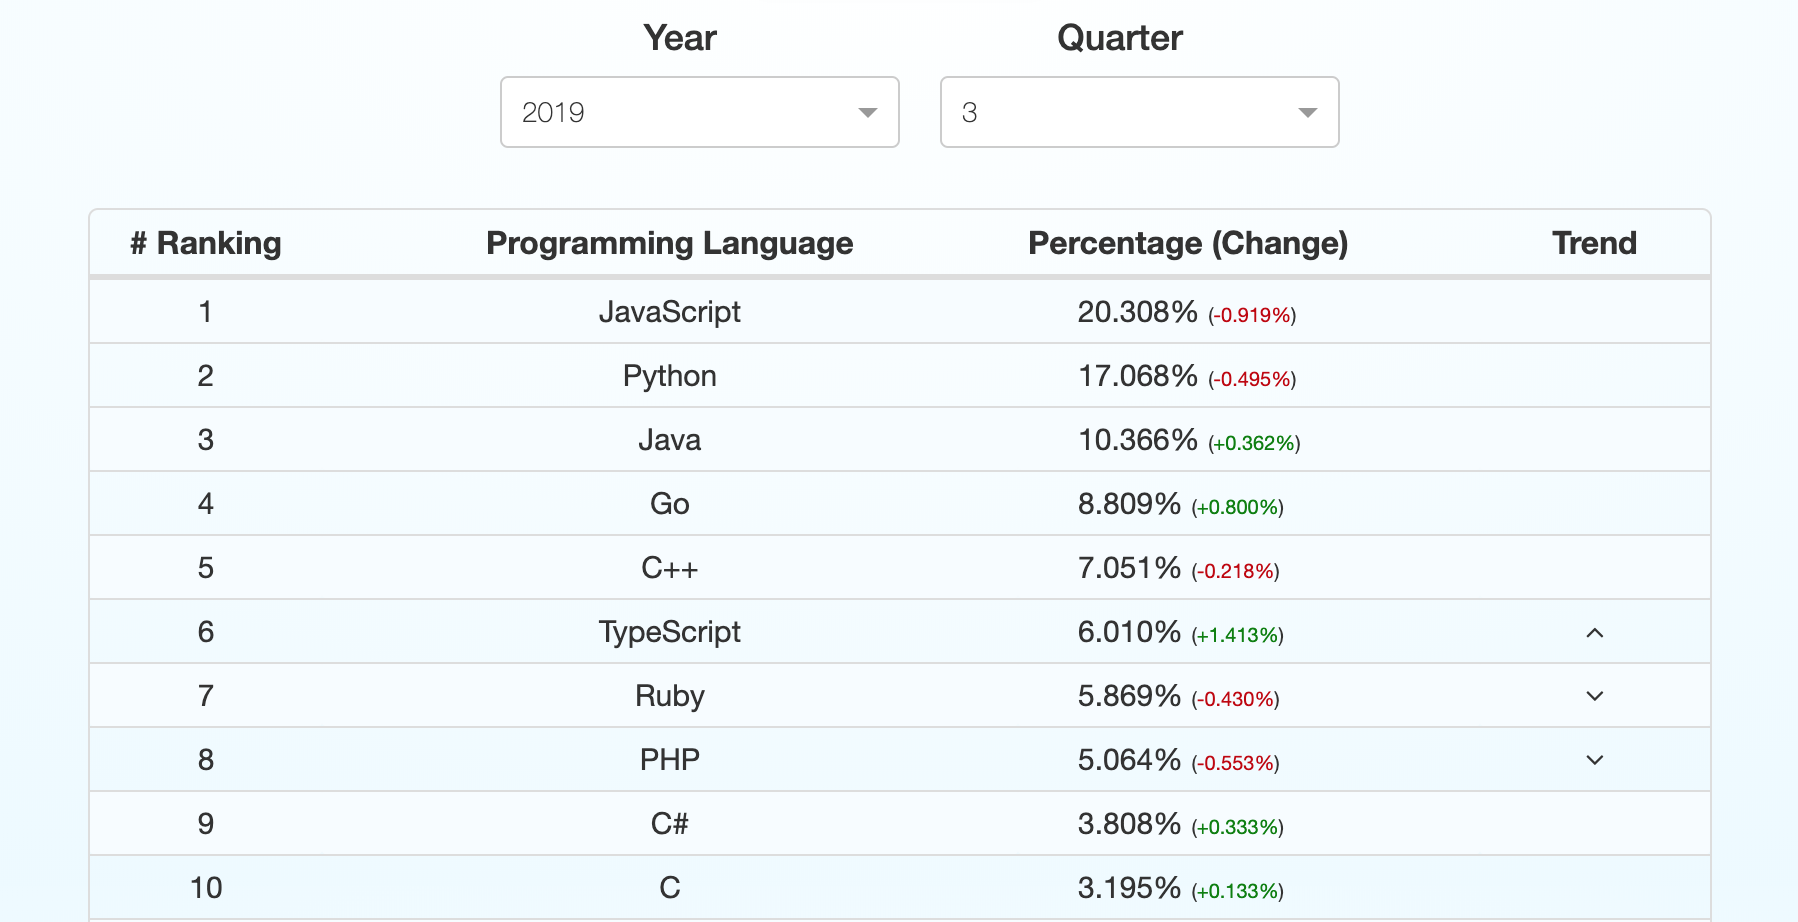 Year Quarter
2019 3
# Ranking Programming Language Percentage (Change) Trend
1 JavaScript 20.308% (-0.919%)
2 Python 17.068% (-0.495%)
3 Java 10.366% (+0.362%)
4 Go 8.809% (+0.800%)
5 C++ 7.051% (-0.218%)
6 TypeScript 6.010% (+1.413%)
7 Ruby 5.869% (-0.430%)
8 PHP 5.064% (-0.553%)
9 C# 3.808% (+0.333%)
10 C 3.195% (+0.133%)